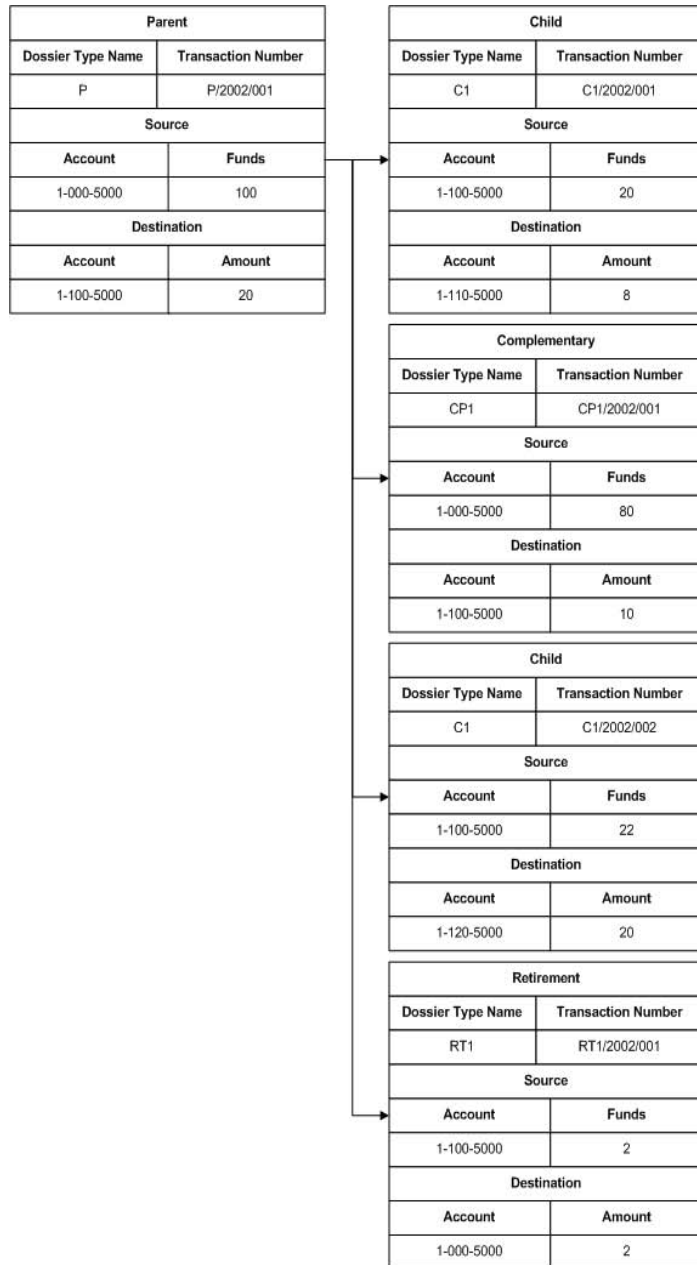 Parent
Dossier Type Name Transaction Number
P P/2002/001
Source
Account Funds
1-000-5000 100
Destination
Account Amount
1-100-5000 20
Child
Dossier Type Name Transaction Number
C1 C1/2002/001
Source
Account Funds
1-100-5000 20
Destination
Account Amount
1-110-5000 8
Complementary
Dossier Type Name Transaction Number
CP1 CP1/2002/001
Source
Account Funds
1-000-5000 80
Destination
Account Amount
1-100-5000 10
Child
Dossier Type Name Transaction Number
C1 C1/2002/002
Source
Account Funds
1-100-5000 22
Destination
Account Amount
1-120-5000 20
Retirement
Dossier Type Name Transaction Number
RT1 RT1/2002/001
Source
Account Funds
1-100-5000 2
Destination
Account Amount
1-000-5000 2